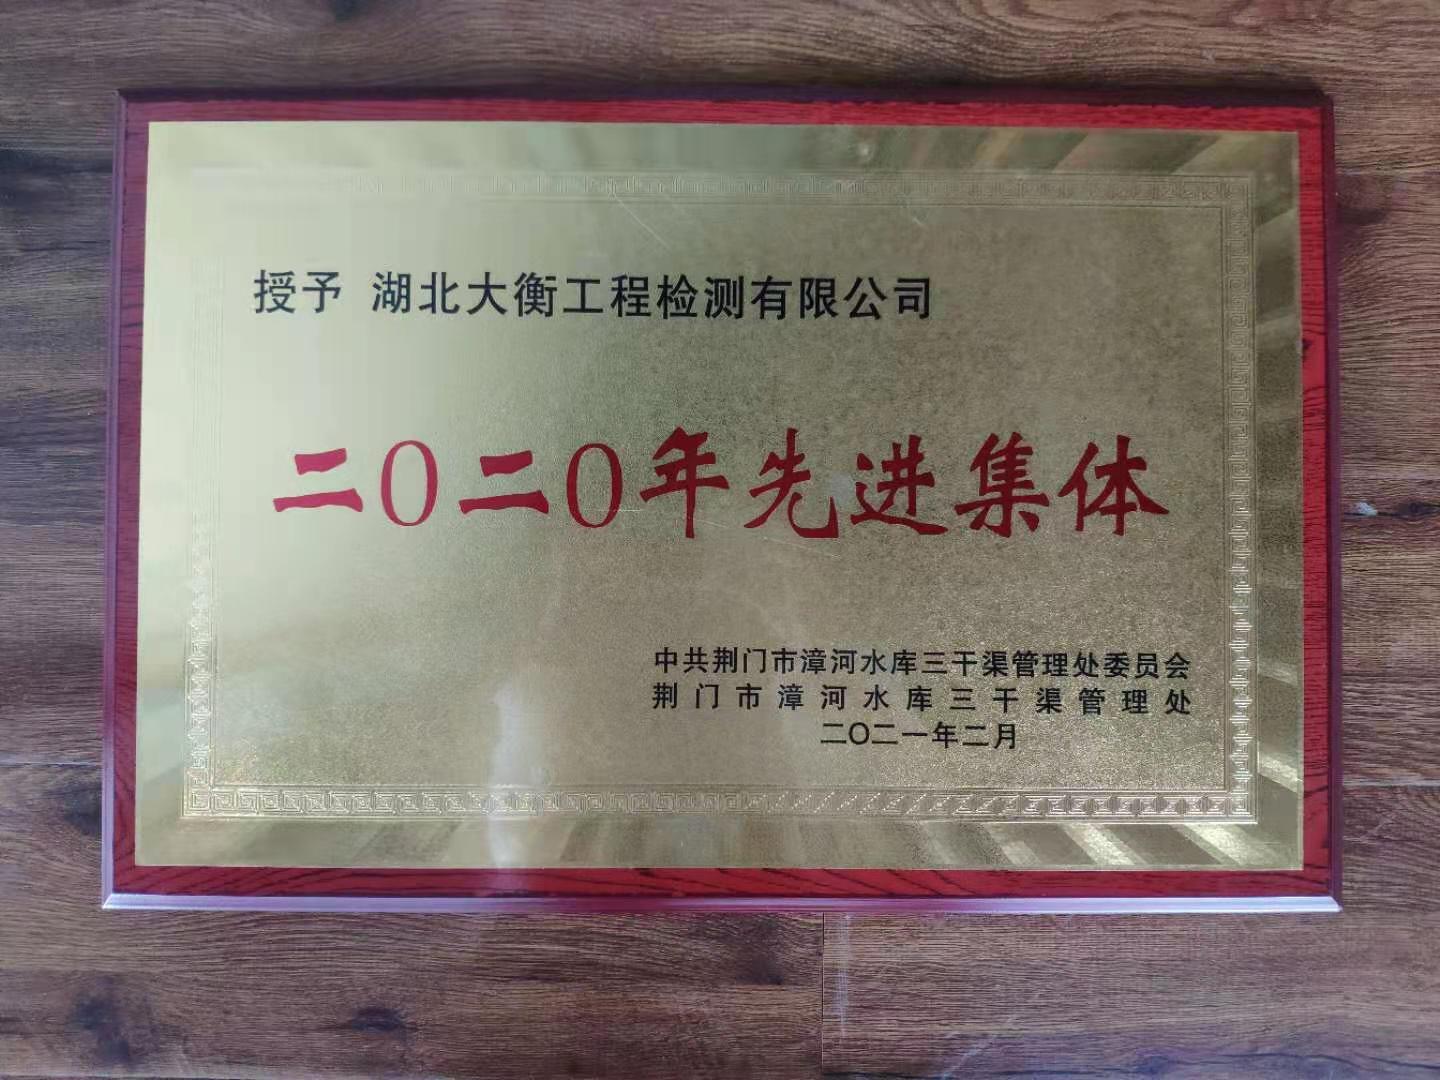 授予 湖北大衡工程检测有限公司
二〇二〇年先进集体
中共荆门市漳河水库三干渠管理处委员会
荆门市漳河水库三干渠管理处
二〇二一年二月